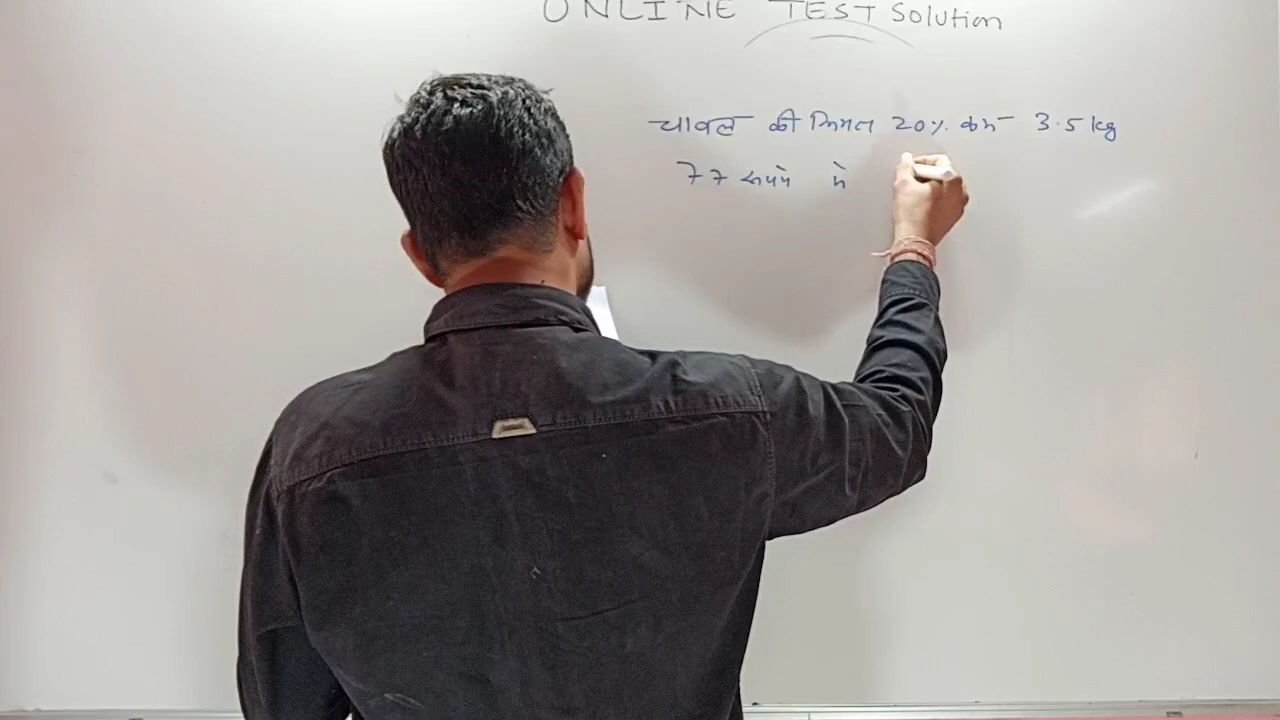 ONLINE TEST Solution
चावल की किमत 20% कम 3.5 kg
77 रूपये मे